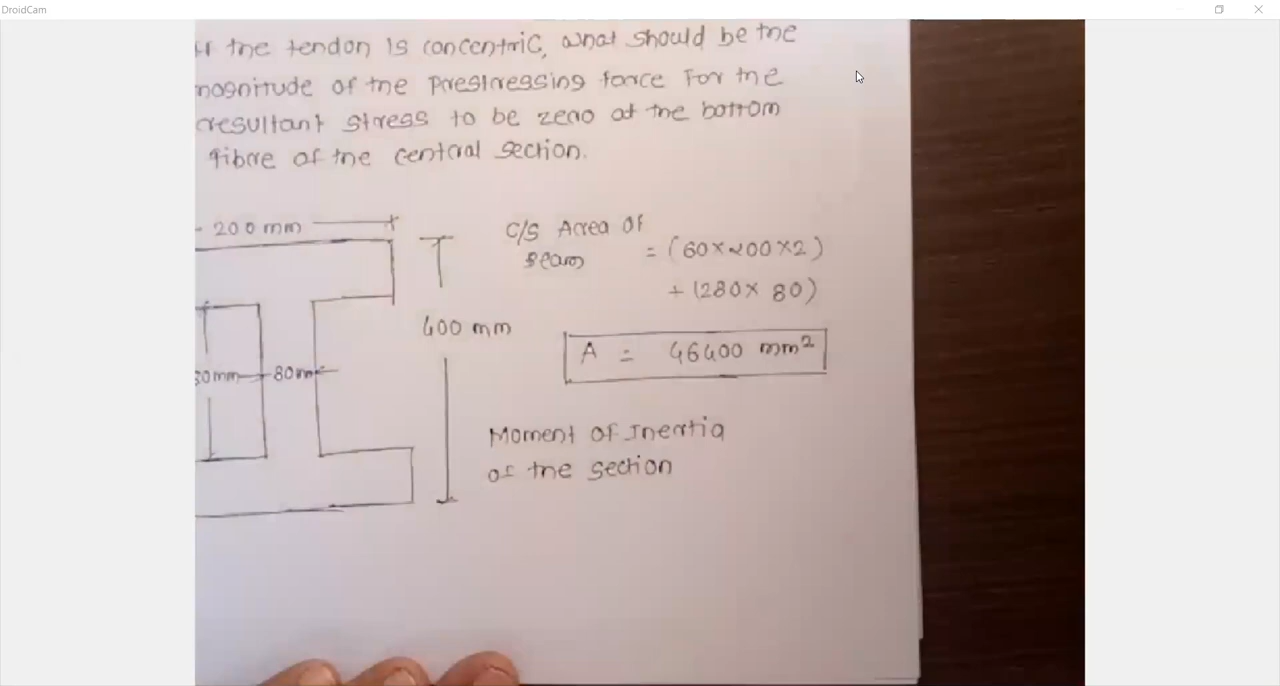 DroidCam
If the tendon is concentric, what should be the
magnitude of the prestressing force For the
resultant stress to be zero at the bottom
fibre of the central section.
200 mm
C/S Area of
Beam = (60×200×2)
+ (280× 80)
400 mm
A = 46400 mm²
80mm
Moment of Inertia
of the section